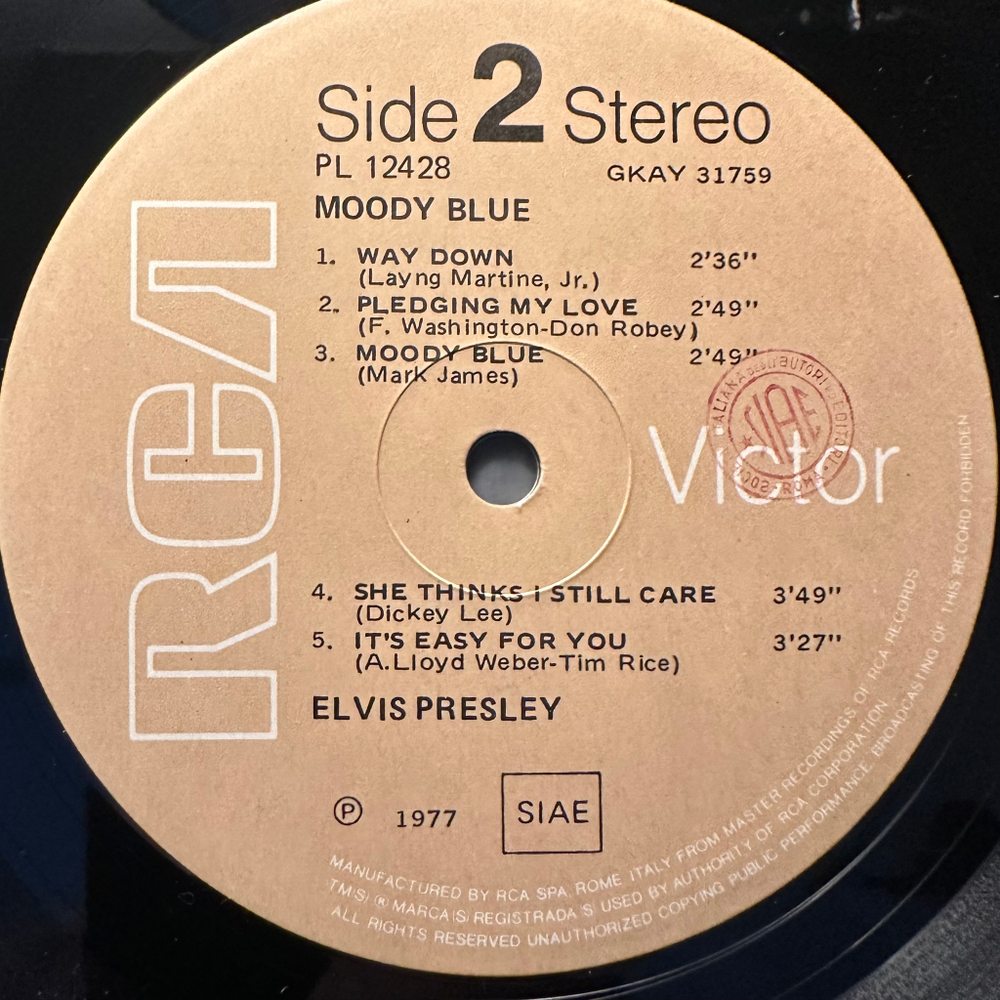 Side 2 Stereo
PL 12428 GKAY 31759
MOODY BLUE
1. WAY DOWN 2'36"
(Layng Martine, Jr.)
2. PLEDGING MY LOVE 2'49"
(F. Washington-Don Robey)
3. MOODY BLUE 2'49"
(Mark James)
RCA
Victor
SIAE
ROMA
4. SHE THINKS I STILL CARE 3'49"
(Dickey Lee)
5. IT'S EASY FOR YOU 3'27"
(A.Lloyd Weber-Tim Rice)
ELVIS PRESLEY
℗ 1977 SIAE
MANUFACTURED BY RCA SPA, ROME ITALY FROM MASTER RECORDINGS OF RCA RECORDS
TM(S) ® MARCA(S) REGISTRADA(S) USED BY AUTHORITY OF RCA CORPORATION.
ALL RIGHTS RESERVED UNAUTHORIZED COPYING PUBLIC PERFORMANCE BROADCASTING OF THIS RECORD FORBIDDEN